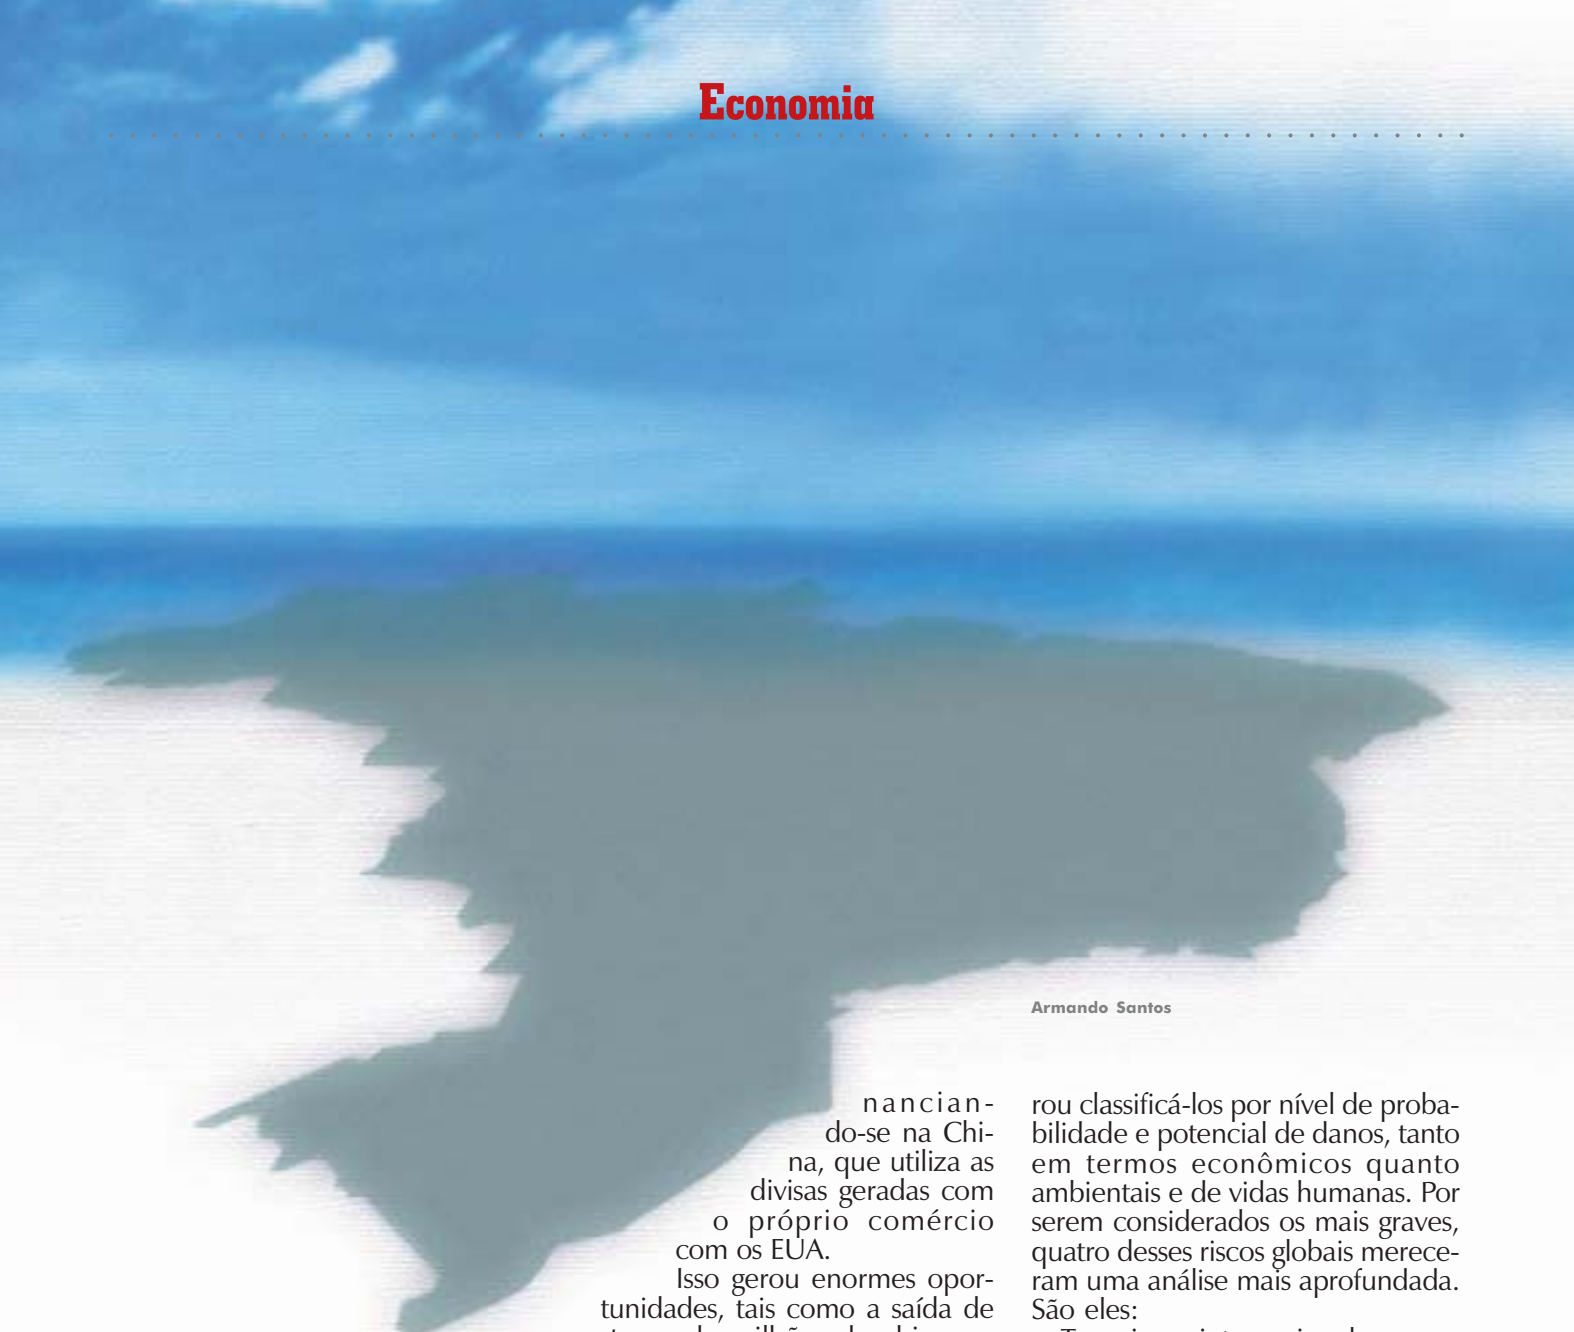 Economia
Armando Santos
nancian-
do-se na Chi-
na, que utiliza as
divisas geradas com
o próprio comércio
com os EUA.
Isso gerou enormes opor-
tunidades, tais como a saída de
rou classificá-los por nível de proba-
bilidade e potencial de danos, tanto
em termos econômicos quanto
ambientais e de vidas humanas. Por
serem considerados os mais graves,
quatro desses riscos globais merece-
ram uma análise mais aprofundada.
São eles: